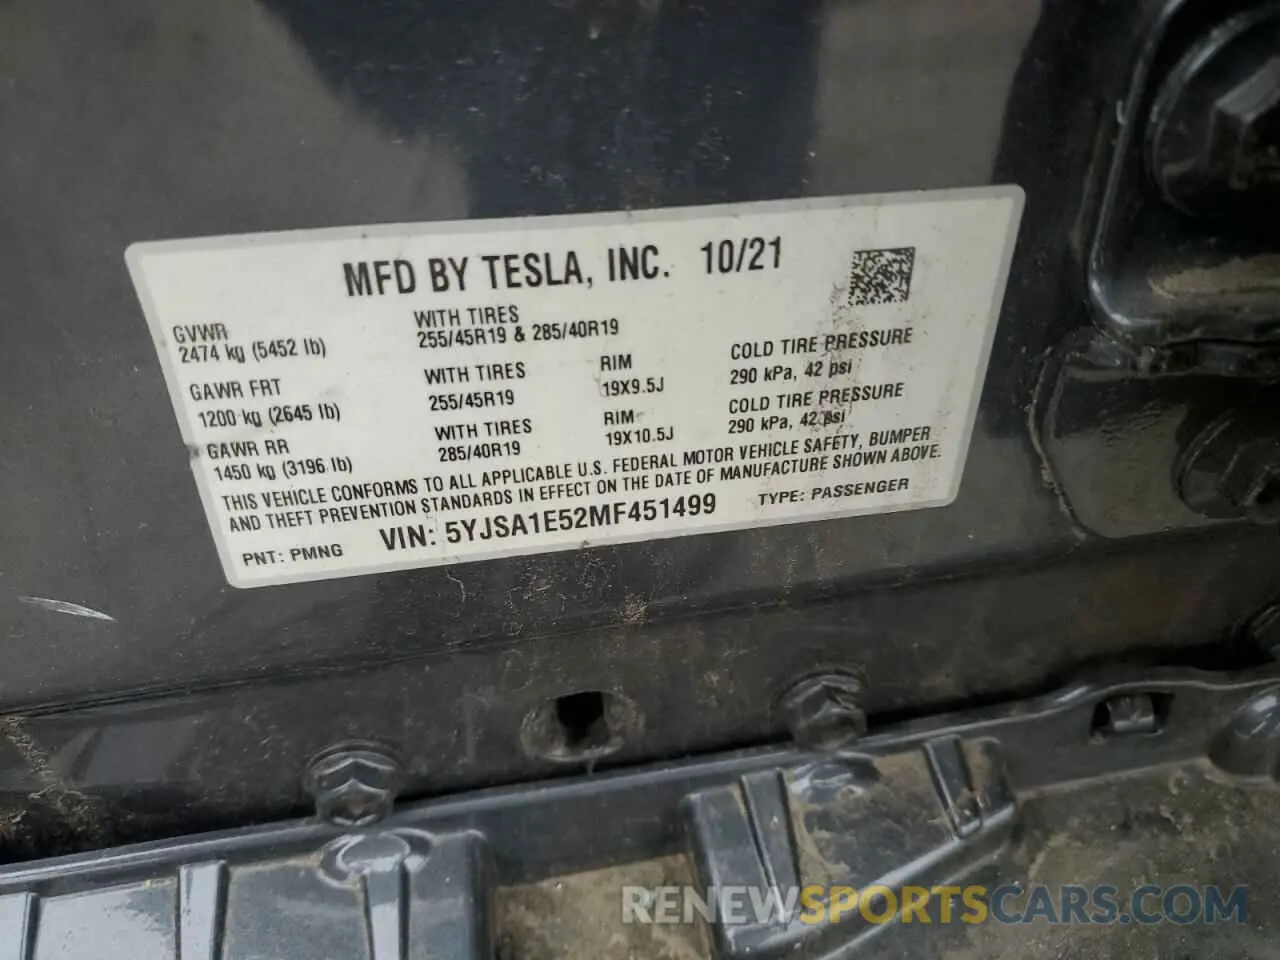 MFD BY TESLA, INC. 10/21
GVWR
2474 kg (5452 lb)
WITH TIRES
255/45R19 & 285/40R19
GAWR FRT
1200 kg (2645 lb)
WITH TIRES
255/45R19
RIM
19X9.5J
COLD TIRE PRESSURE
290 kPa, 42 psi
GAWR RR
1450 kg (3196 lb)
WITH TIRES
285/40R19
RIM
19X10.5J
COLD TIRE PRESSURE
290 kPa, 42 psi
THIS VEHICLE CONFORMS TO ALL APPLICABLE U.S. FEDERAL MOTOR VEHICLE SAFETY, BUMPER
AND THEFT PREVENTION STANDARDS IN EFFECT ON THE DATE OF MANUFACTURE SHOWN ABOVE.
PNT: PMNG VIN: 5YJSA1E52MF451499 TYPE: PASSENGER
RENEWSPORTSCARS.COM